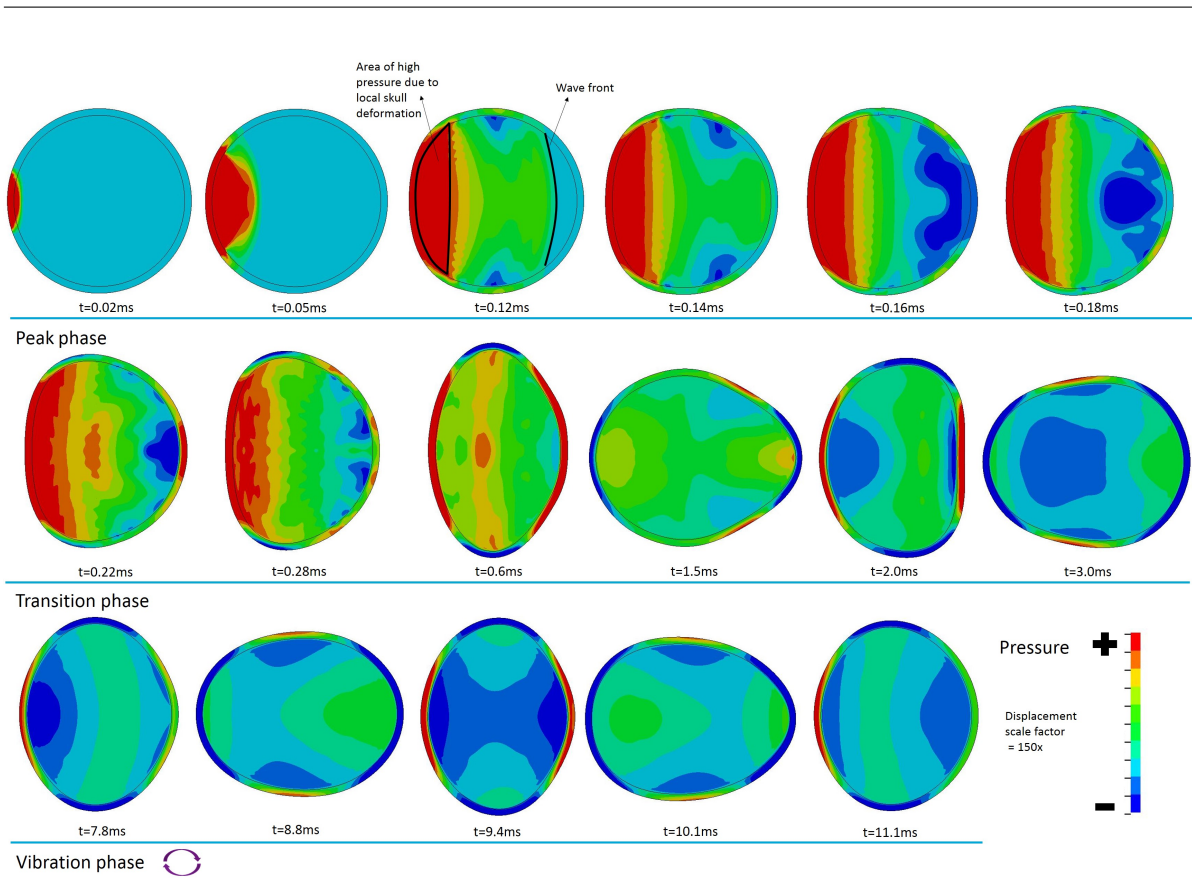 Area of high
pressure due to
local skull
deformation
Wave front
t=0.02ms
t=0.05ms
t=0.12ms
t=0.14ms
t=0.16ms
t=0.18ms
Peak phase
t=0.22ms
t=0.28ms
t=0.6ms
t=1.5ms
t=2.0ms
t=3.0ms
Transition phase
Pressure
+
Displacement
scale factor
= 150x
−
t=7.8ms
t=8.8ms
t=9.4ms
t=10.1ms
t=11.1ms
Vibration phase